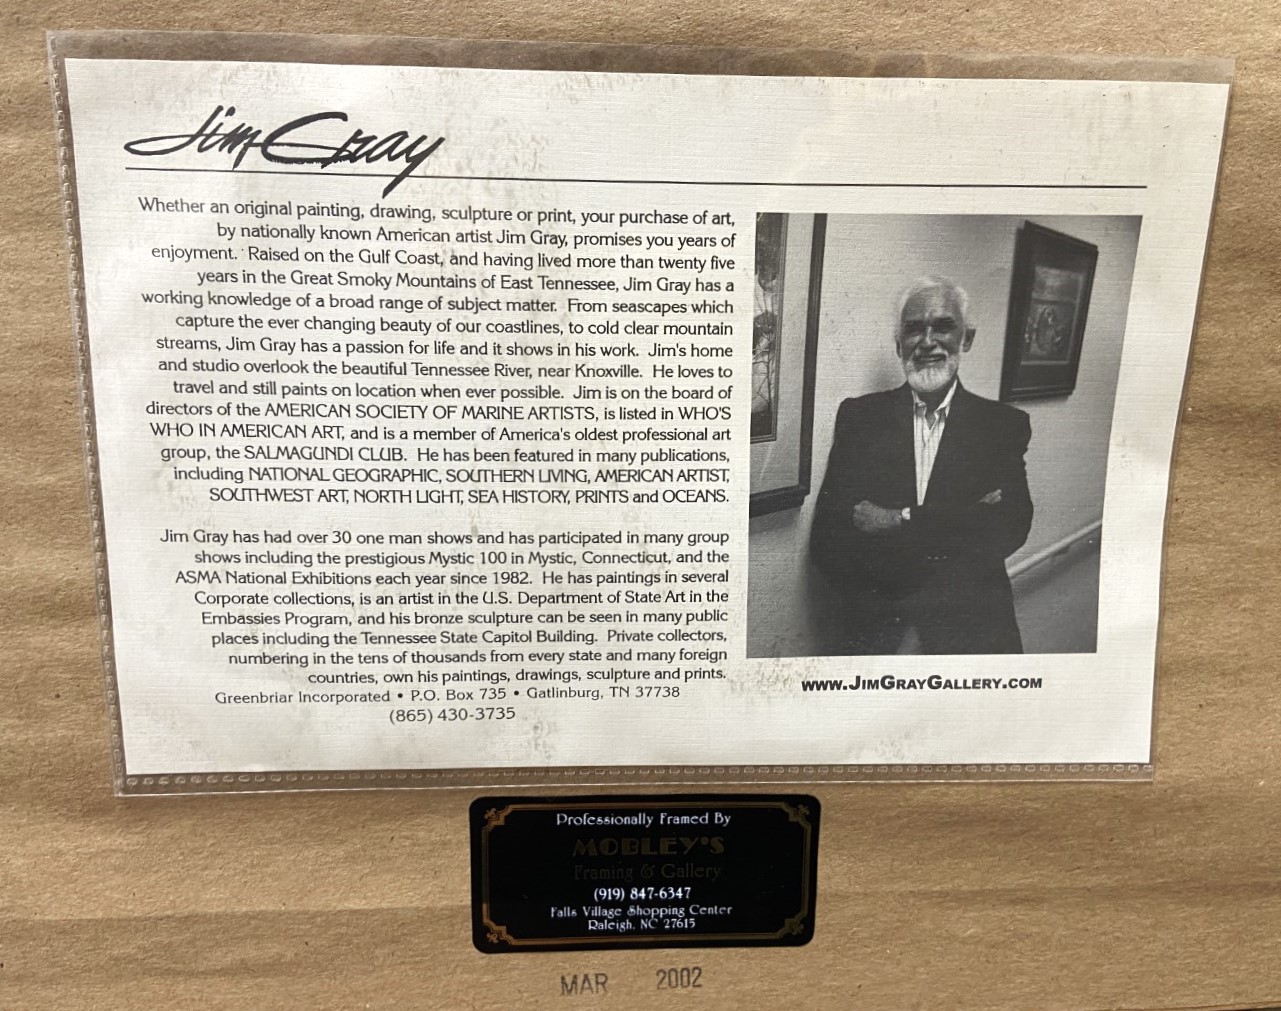 Jim Gray
Whether an original painting, drawing, sculpture or print, your purchase of art,
by nationally known American artist Jim Gray, promises you years of
enjoyment. Raised on the Gulf Coast, and having lived more than twenty five
years in the Great Smoky Mountains of East Tennessee, Jim Gray has a
working knowledge of a broad range of subject matter. From seascapes which
capture the ever changing beauty of our coastlines, to cold clear mountain
streams, Jim Gray has a passion for life and it shows in his work. Jim's home
and studio overlook the beautiful Tennessee River, near Knoxville. He loves to
travel and still paints on location when ever possible. Jim is on the board of
directors of the AMERICAN SOCIETY OF MARINE ARTISTS, is listed in WHO'S
WHO IN AMERICAN ART, and is a member of America's oldest professional art
group, the SALMAGUNDI CLUB. He has been featured in many publications,
including NATIONAL GEOGRAPHIC, SOUTHERN LIVING, AMERICAN ARTIST,
SOUTHWEST ART, NORTH LIGHT, SEA HISTORY, PRINTS and OCEANS.
Jim Gray has had over 30 one man shows and has participated in many group
shows including the prestigious Mystic 100 in Mystic, Connecticut, and the
ASMA National Exhibitions each year since 1982. He has paintings in several
Corporate collections, is an artist in the U.S. Department of State Art in the
Embassies Program, and his bronze sculpture can be seen in many public
places including the Tennessee State Capitol Building. Private collectors,
numbering in the tens of thousands from every state and many foreign
countries, own his paintings, drawings, sculpture and prints.
Greenbriar Incorporated • P.O. Box 735 • Gatlinburg, TN 37738
(865) 430-3735
www.JimGrayGallery.com
Professionally Framed By
MOBLEY'S
Framing & Gallery
(919) 847-6347
Falls Village Shopping Center
Raleigh, NC 27615
MAR 2002